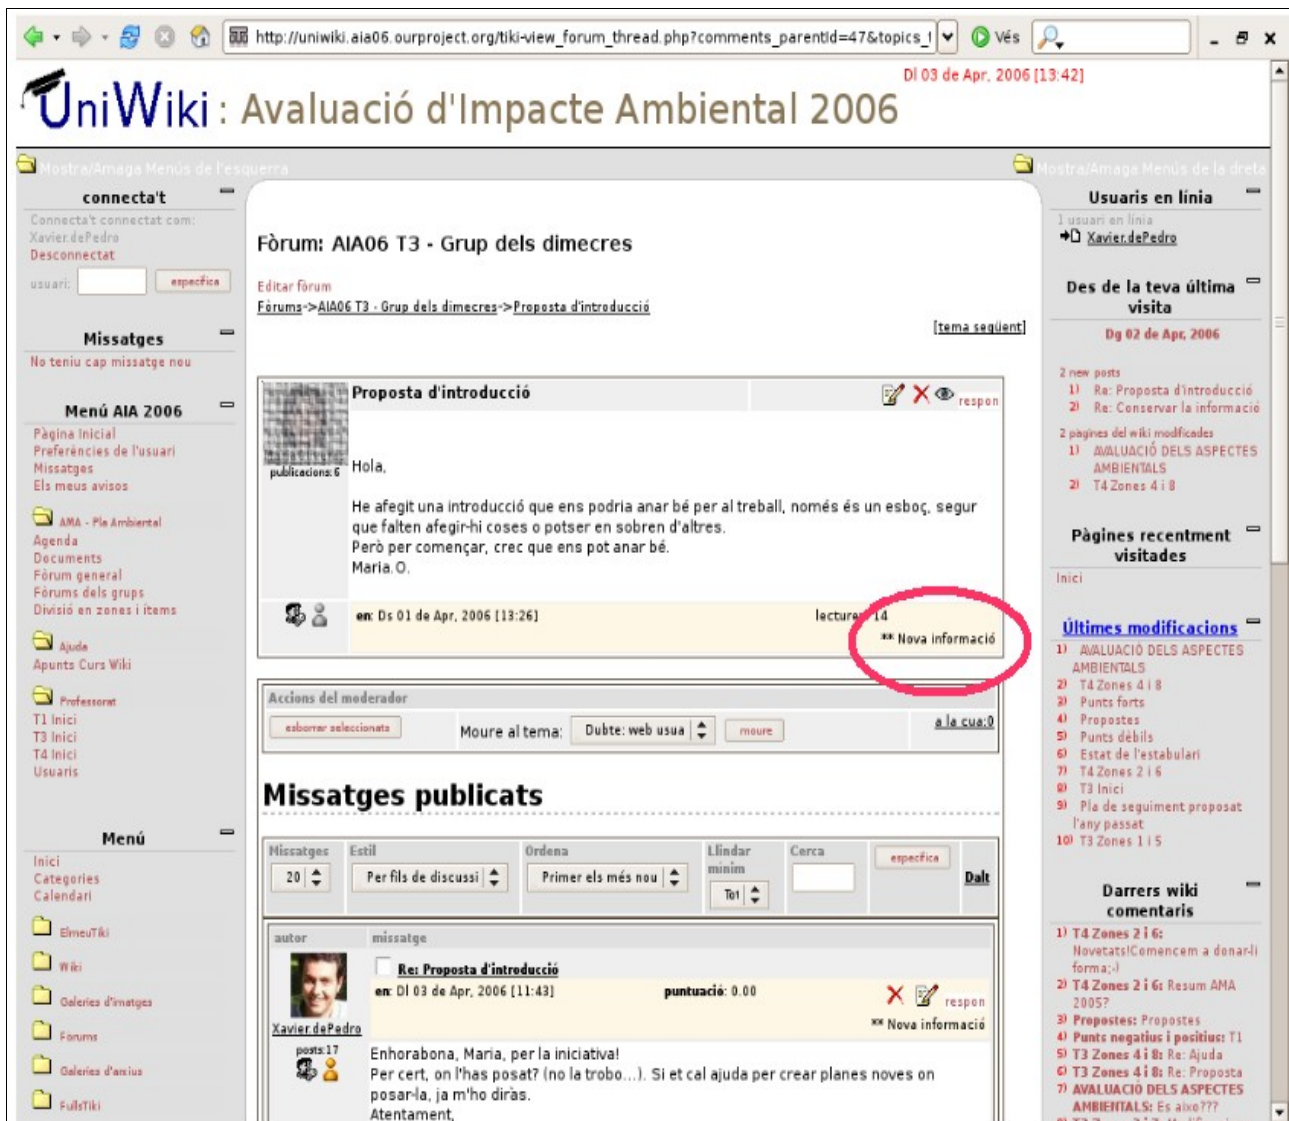 http://uniwiki.aia06.ourproject.org/tiki-view_forum_thread.php?comments_parentId=47&topics_
Vés
Dl 03 de Apr, 2006 [13:42]
UniWiki : Avaluació d'Impacte Ambiental 2006
Mostra/Amaga Menús de l'esquerra
Mostra/Amaga Menús de la dreta
connecta't
Connecta't connectat com:
Xavier.dePedro
Desconnectat
usuari:
especifica
Missatges
No teniu cap missatge nou
Menú AIA 2006
Pàgina Inicial
Preferències de l'usuari
Missatges
Els meus avisos
AMA - Pla Ambiental
Agenda
Documents
Fòrum general
Fòrums dels grups
Divisió en zones i ítems
Ajuda
Apunts Curs Wiki
Professorat
T1 Inici
T3 Inici
T4 Inici
Usuaris
Menú
Inici
Categories
Calendari
ElmeuTiki
Wiki
Galeries d'imatges
Forums
Galeries d'arxius
FullsTiki
Fòrum: AIA06 T3 - Grup dels dimecres
Editar fòrum
Fòrums->AIA06 T3 - Grup dels dimecres->Proposta d'introducció
[tema següent]
Proposta d'introducció
respon
publicacions: 6
Hola,
He afegit una introducció que ens podria anar bé per al treball, només és un esboç, segur
que falten afegir-hi coses o potser en sobren d'altres.
Però per començar, crec que ens pot anar bé.
Maria.O.
en: Ds 01 de Apr, 2006 [13:26]
14
** Nova informació
Accions del moderador
esborrar seleccionats
Moure al tema:
Dubte: web usua
moure
a la cua:0
Missatges publicats
Missatges
Estil
Ordena
Llindar mínim
Cerca
20
Per fils de discussi
Primer els més nou
Tot
especifica
Dalt
autor
missatge
Re: Proposta d'introducció
en: Dl 03 de Apr, 2006 [11:43]
puntuació: 0.00
respon
** Nova informació
Xavier.dePedro
posts:17
Enhorabona, Maria, per la iniciativa!
Per cert, on l'has posat? (no la trobo...). Si et cal ajuda per crear planes noves on
posar-la, ja m'ho diràs.
Atentament,
Usuaris en línia
1 usuari en línia
Xavier.dePedro
Des de la teva última
visita
Dg 02 de Apr, 2006
2 new posts
1) Re: Proposta d'introducció
2) Re: Conservar la informació
2 pàgines del wiki modificades
1) AVALUACIÓ DELS ASPECTES
AMBIENTALS
2) T4 Zones 4 i 8
Pàgines recentment
visitades
Inici
Últimes modificacions
1) AVALUACIÓ DELS ASPECTES
AMBIENTALS
2) T4 Zones 4 i 8
3) Punts forts
4) Propostes
5) Punts dèbils
6) Estat de l'estabulari
7) T4 Zones 2 i 6
8) T3 Inici
9) Pla de seguiment proposat
l'any passat
10) T3 Zones 1 i 5
Darrers wiki
comentaris
1) T4 Zones 2 i 6:
Novetats!Comencem a donar-li
forma;-)
2) T4 Zones 2 i 6: Resum AMA
2005?
3) Propostes: Propostes
4) Punts negatius i positius: T1
5) T3 Zones 4 i 8: Re: Ajuda
6) T3 Zones 4 i 8: Re: Proposta
7) AVALUACIÓ DELS ASPECTES
AMBIENTALS: Es aixo???